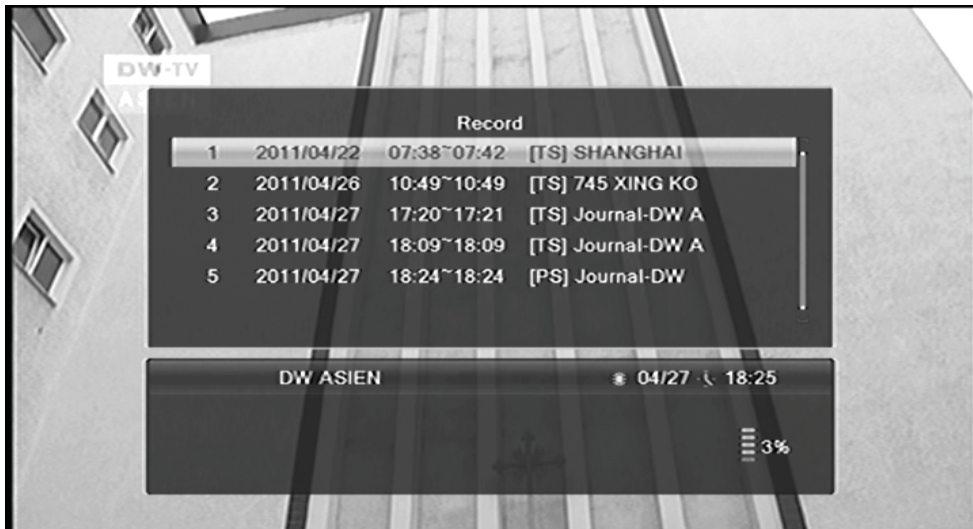 DW-TV
ASIEN
Record
1 2011/04/22 07:38~07:42 [TS] SHANGHAI
2 2011/04/26 10:49~10:49 [TS] 745 XING KO
3 2011/04/27 17:20~17:21 [TS] Journal-DW A
4 2011/04/27 18:09~18:09 [TS] Journal-DW A
5 2011/04/27 18:24~18:24 [PS] Journal-DW
DW ASIEN 04/27 18:25
3%